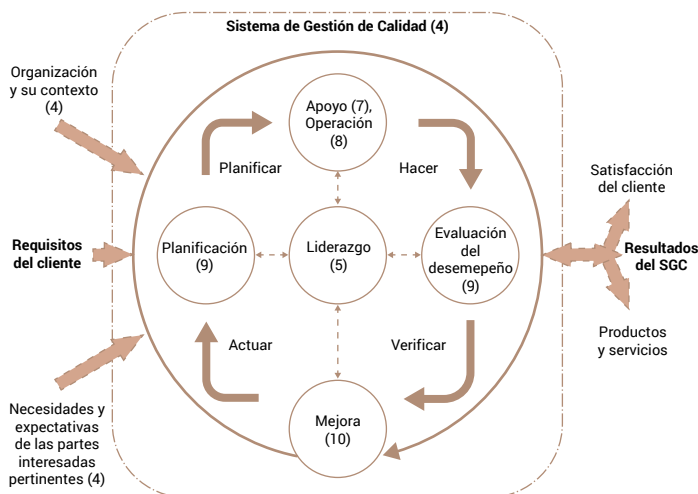 Sistema de Gestión de Calidad (4)
Organización
y su contexto
(4)
Apoyo (7),
Operación
(8)
Planificar
Hacer
Satisfacción
del cliente
Requisitos
del cliente
Planificación
(9)
Liderazgo
(5)
Evaluación
del
desemepeño
(9)
Resultados
del SGC
Actuar
Verificar
Productos
y servicios
Necesidades y
expectativas
de las partes
interesadas
pertinentes (4)
Mejora
(10)